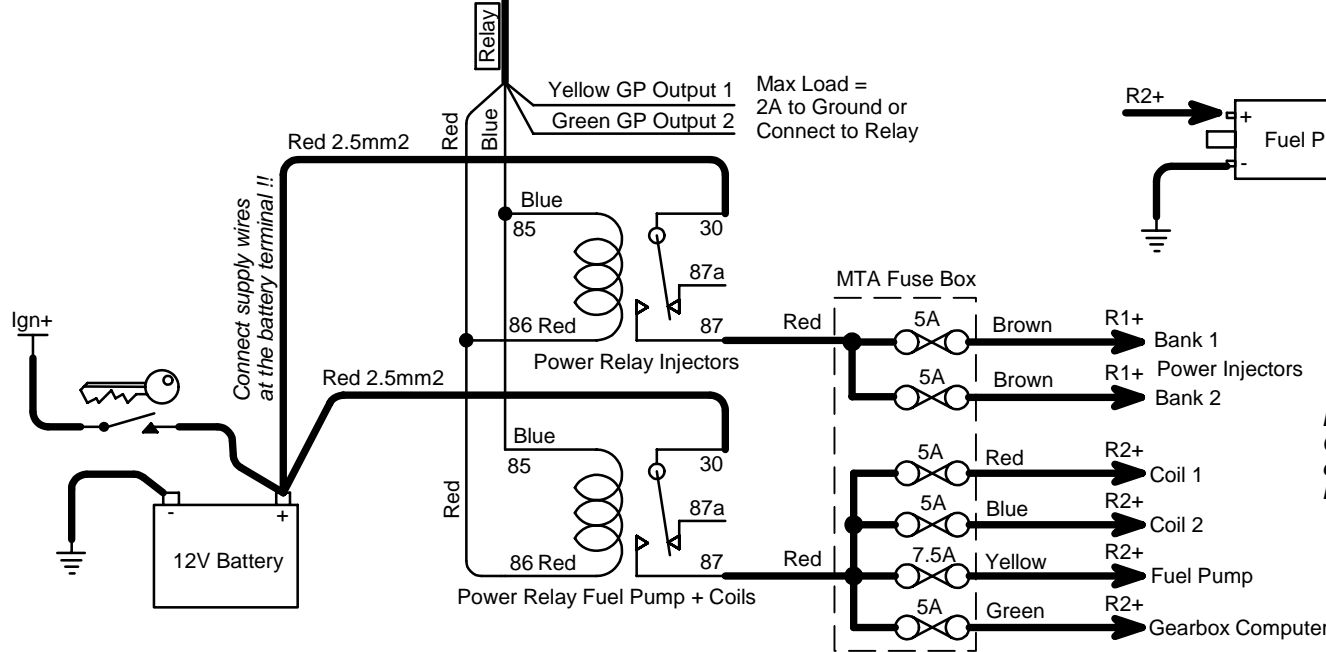 Relay
Yellow GP Output 1
Green GP Output 2
Max Load =
2A to Ground or
Connect to Relay
R2+
+
-
Fuel P
Red
Blue
Red 2.5mm2
Connect supply wires
at the battery terminal !!
Blue
85
30
87a
86 Red
87
Power Relay Injectors
Red
MTA Fuse Box
5A
Brown
R1+
Bank 1
Power Injectors
5A
Brown
R1+
Bank 2
Ign+
Red 2.5mm2
Blue
85
30
87a
Red
86 Red
87
Power Relay Fuel Pump + Coils
Red
5A
Red
R2+
Coil 1
5A
Blue
R2+
Coil 2
7.5A
Yellow
R2+
Fuel Pump
5A
Green
R2+
Gearbox Computer
-
+
12V Battery